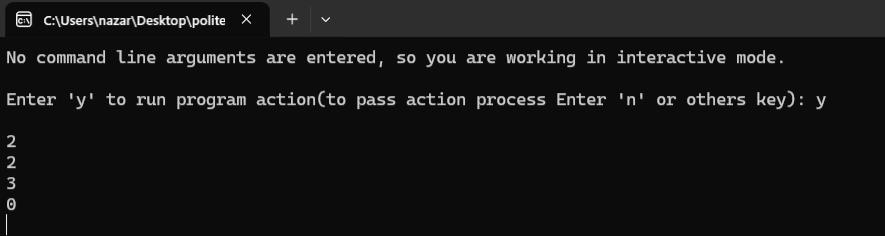 C:\Users\nazar\Desktop\polite
No command line arguments are entered, so you are working in interactive mode.
Enter 'y' to run program action(to pass action process Enter 'n' or others key): y
2
2
3
0